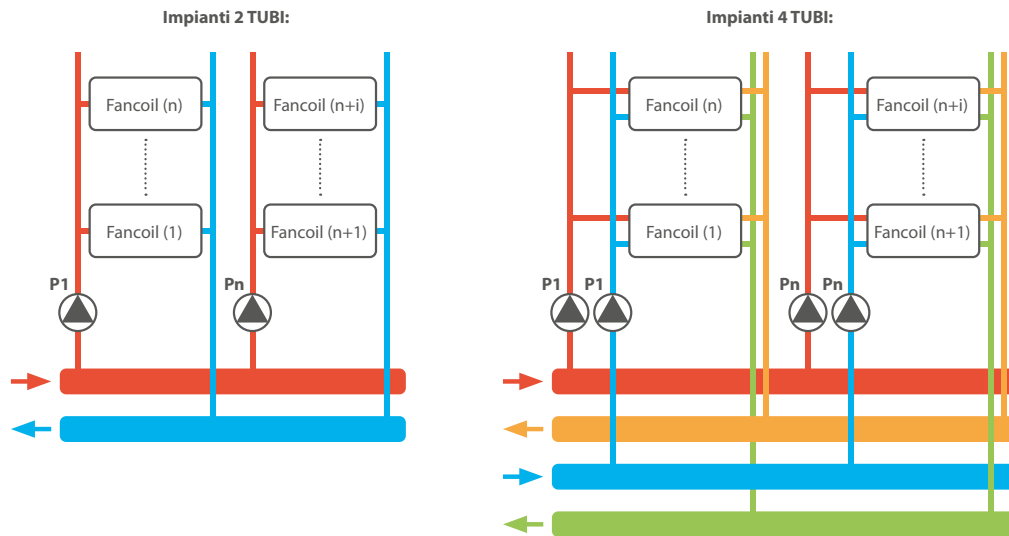 Impianti 2 TUBI:
Fancoil (n)
Fancoil (n+i)
Fancoil (1)
Fancoil (n+1)
P1
Pn
Impianti 4 TUBI:
Fancoil (n)
Fancoil (n+i)
Fancoil (1)
Fancoil (n+1)
P1
P1
Pn
Pn